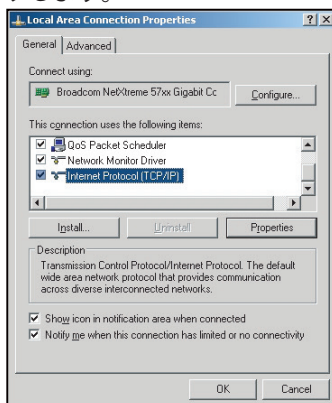 Local Area Connection Properties
General Advanced
Connect using:
Broadcom NetXtreme 57xx Gigabit Cc
Configure...
This connection uses the following items:
QoS Packet Scheduler
Network Monitor Driver
Internet Protocol (TCP/IP)
Install... Uninstall Properties
Description
Transmission Control Protocol/Internet Protocol. The default
wide area network protocol that provides communication
across diverse interconnected networks.
Show icon in notification area when connected
Notify me when this connection has limited or no connectivity
OK Cancel